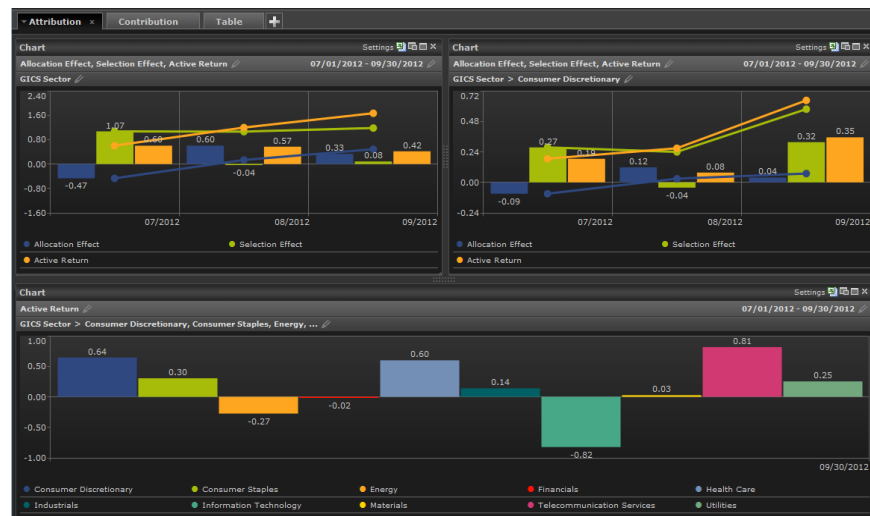 Attribution × Contribution Table +
Chart Settings
Allocation Effect, Selection Effect, Active Return 07/01/2012 - 09/30/2012
GICS Sector
2.40
1.60
0.80
0.00
-0.80
-1.60
-0.47 1.07 0.60 0.60 -0.04 0.57 0.33 0.08 0.42
07/2012 08/2012 09/2012
Allocation Effect Selection Effect
Active Return
Chart Settings
Allocation Effect, Selection Effect, Active Return 07/01/2012 - 09/30/2012
GICS Sector > Consumer Discretionary
0.72
0.48
0.24
0.00
-0.24
-0.09 0.27 0.19 0.12 -0.04 0.08 0.04 0.32 0.35
07/2012 08/2012 09/2012
Allocation Effect Selection Effect
Active Return
Chart Settings
Active Return 07/01/2012 - 09/30/2012
GICS Sector > Consumer Discretionary, Consumer Staples, Energy, ...
1.00
0.50
0.00
-0.50
-1.00
0.64 0.30 -0.27 -0.02 0.60 0.14 -0.82 0.03 0.81 0.25
09/30/2012
Consumer Discretionary Consumer Staples Energy Financials Health Care
Industrials Information Technology Materials Telecommunication Services Utilities